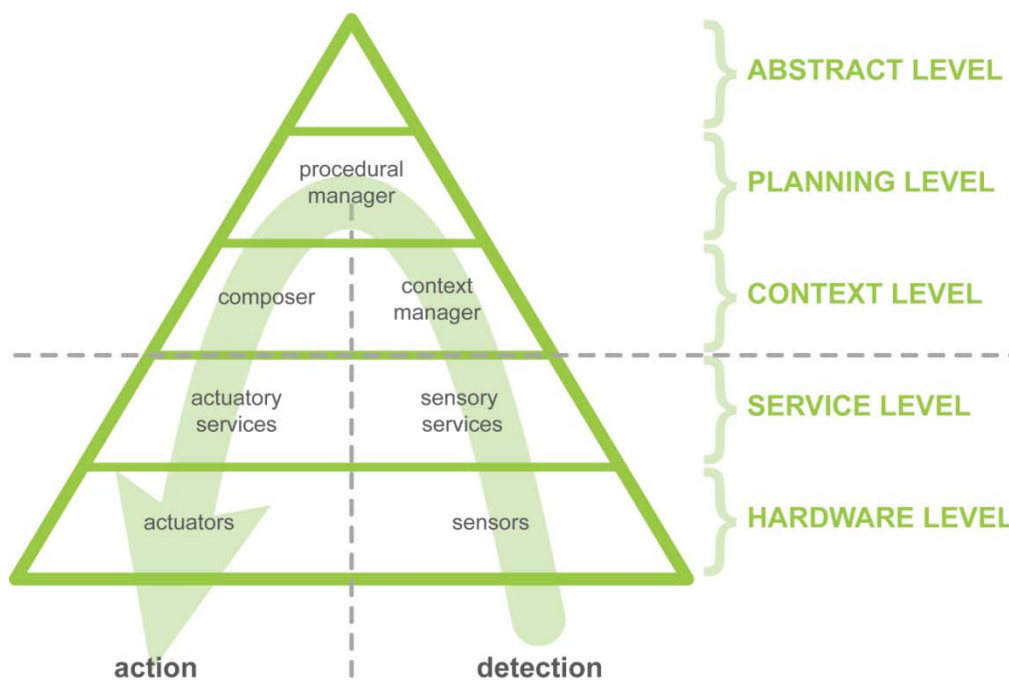 ABSTRACT LEVEL
procedural
manager
PLANNING LEVEL
composer
context
manager
CONTEXT LEVEL
actuatory
services
sensory
services
SERVICE LEVEL
actuators
sensors
HARDWARE LEVEL
action
detection